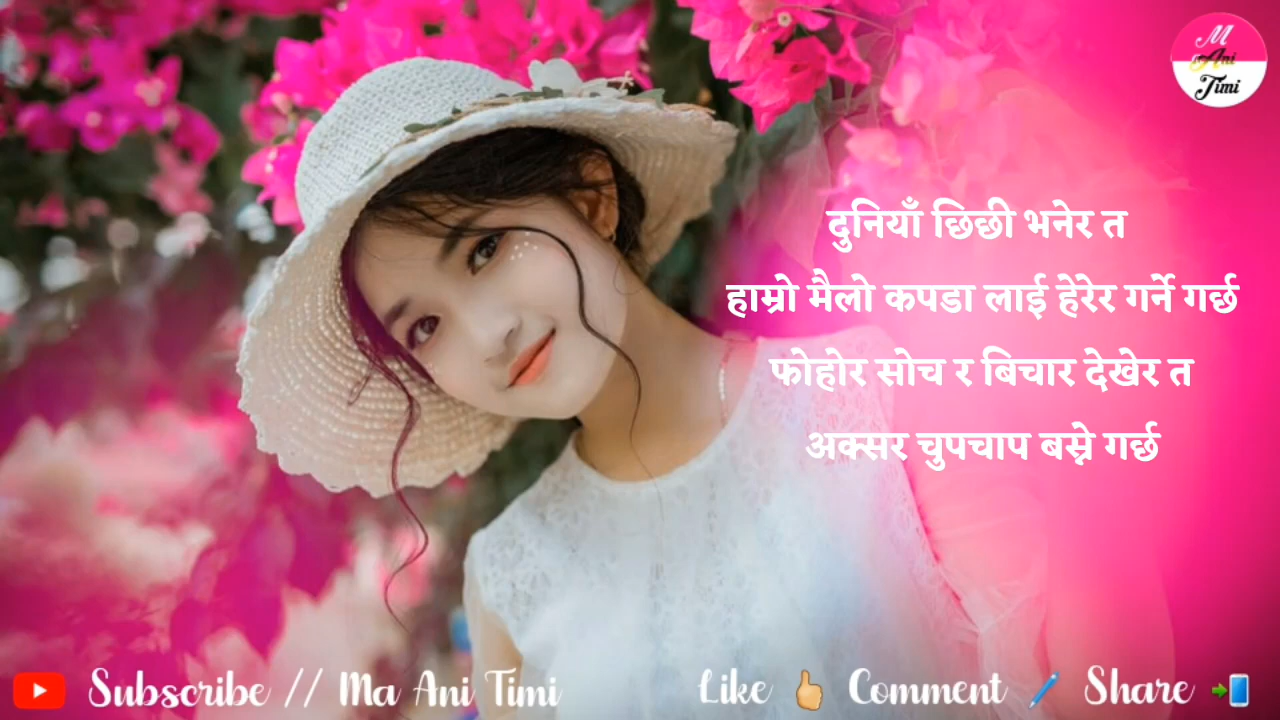 M
Ani
Timi
दुनियाँ छिछी भनेर त
हाम्रो मैलो कपडा लाई हेरेर गर्ने गर्छ
फोहोर सोच र बिचार देखेर त
अक्सर चुपचाप बस्ने गर्छ
Subscribe // Ma Ani Timi Like Comment Share